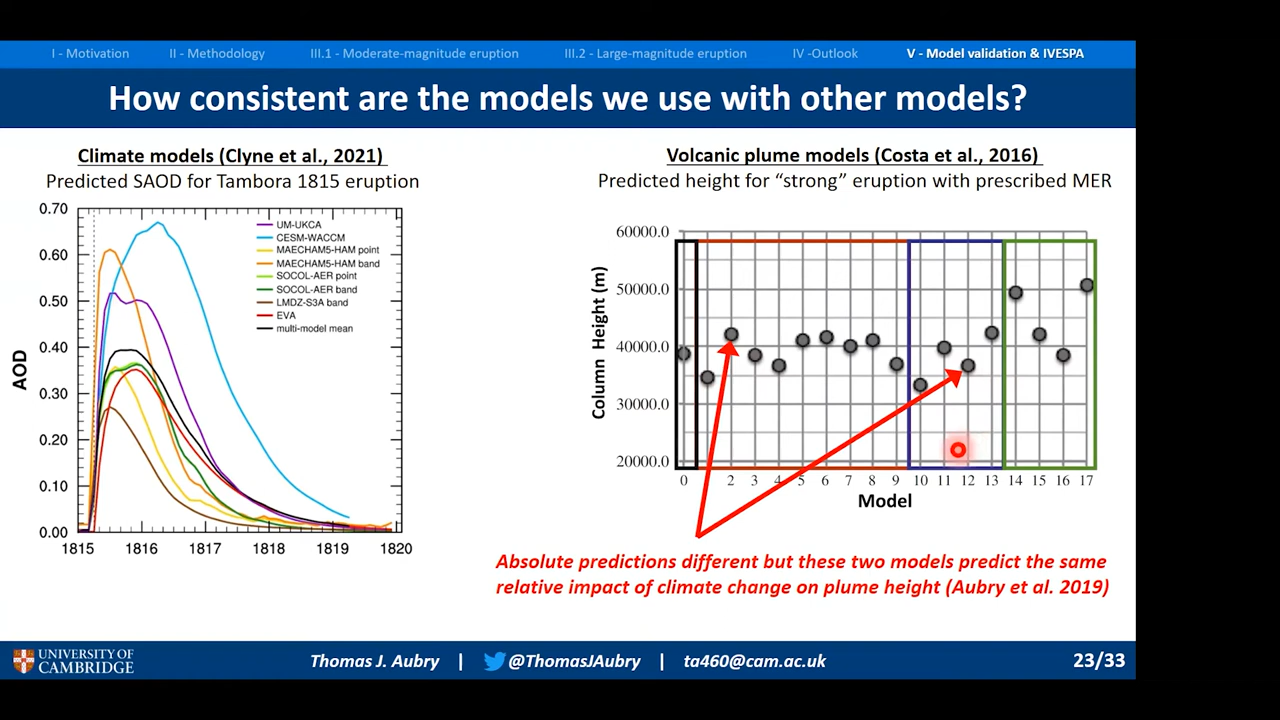 I - Motivation II - Methodology III.1 - Moderate-magnitude eruption III.2 - Large-magnitude eruption IV -Outlook V - Model validation & IVESPA
How consistent are the models we use with other models?
Climate models (Clyne et al., 2021)
Predicted SAOD for Tambora 1815 eruption
0.70
0.60
0.50
0.40
0.30
0.20
0.10
0.00
AOD
UM-UKCA
CESM-WACCM
MAECHAM5-HAM point
MAECHAM5-HAM band
SOCOL-AER point
SOCOL-AER band
LMDZ-S3A band
EVA
multi-model mean
1815 1816 1817 1818 1819 1820
Volcanic plume models (Costa et al., 2016)
Predicted height for “strong” eruption with prescribed MER
60000.0
50000.0
40000.0
30000.0
20000.0
Column Height (m)
0 2 3 4 5 6 7 8 9 10 11 12 13 14 15 16 17
Model
Absolute predictions different but these two models predict the same
relative impact of climate change on plume height (Aubry et al. 2019)
UNIVERSITY OF
CAMBRIDGE
Thomas J. Aubry | @ThomasJAubry | ta460@cam.ac.uk
23/33